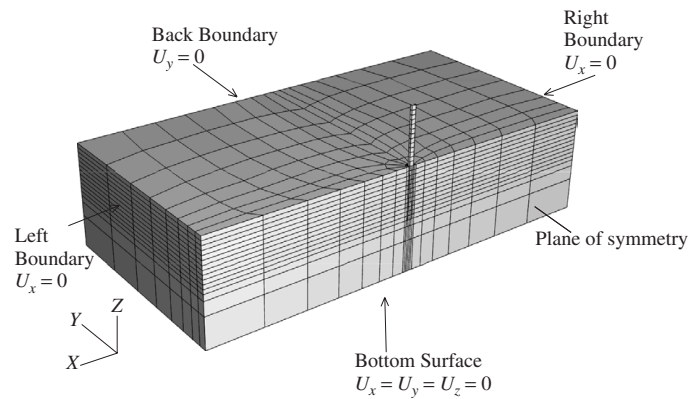 Back Boundary
U_y = 0
Right
Boundary
U_x = 0
Left
Boundary
U_x = 0
Plane of symmetry
Z
Y
X
Bottom Surface
U_x = U_y = U_z = 0